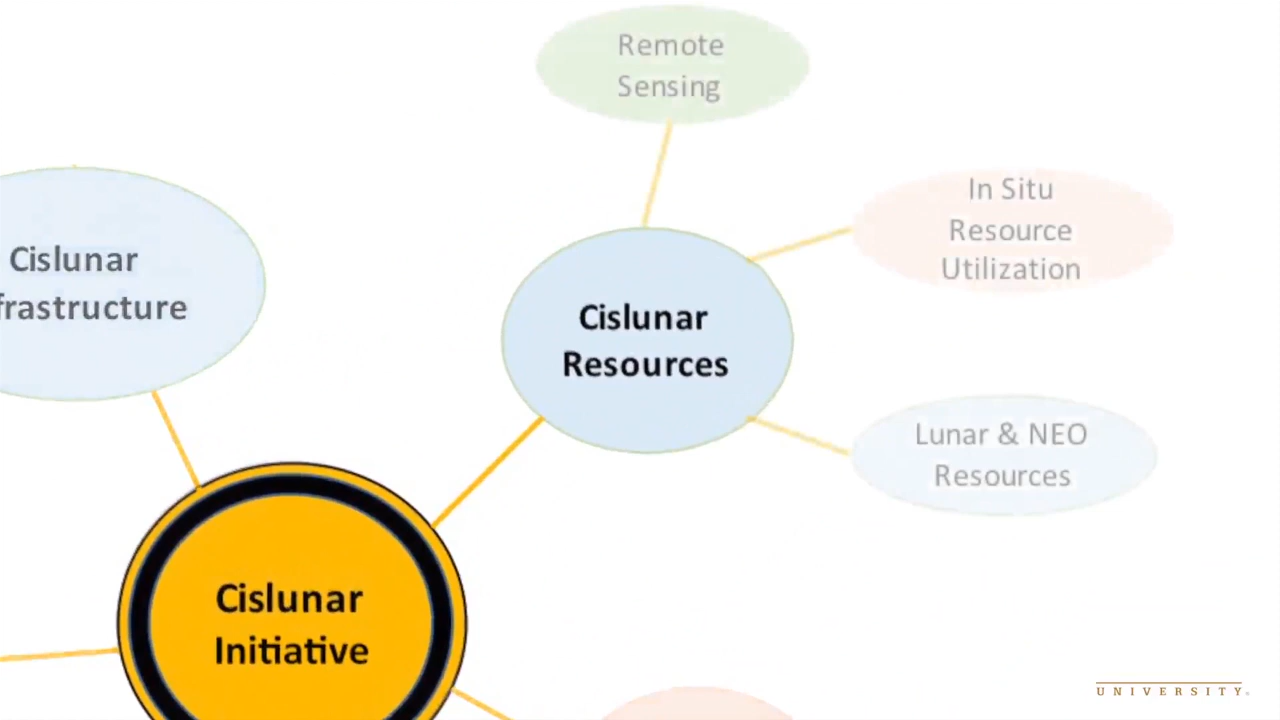 Remote
Sensing
In Situ
Resource
Utilization
Cislunar
frastructure
Cislunar
Resources
Lunar & NEO
Resources
Cislunar
Initiative
UNIVERSITY